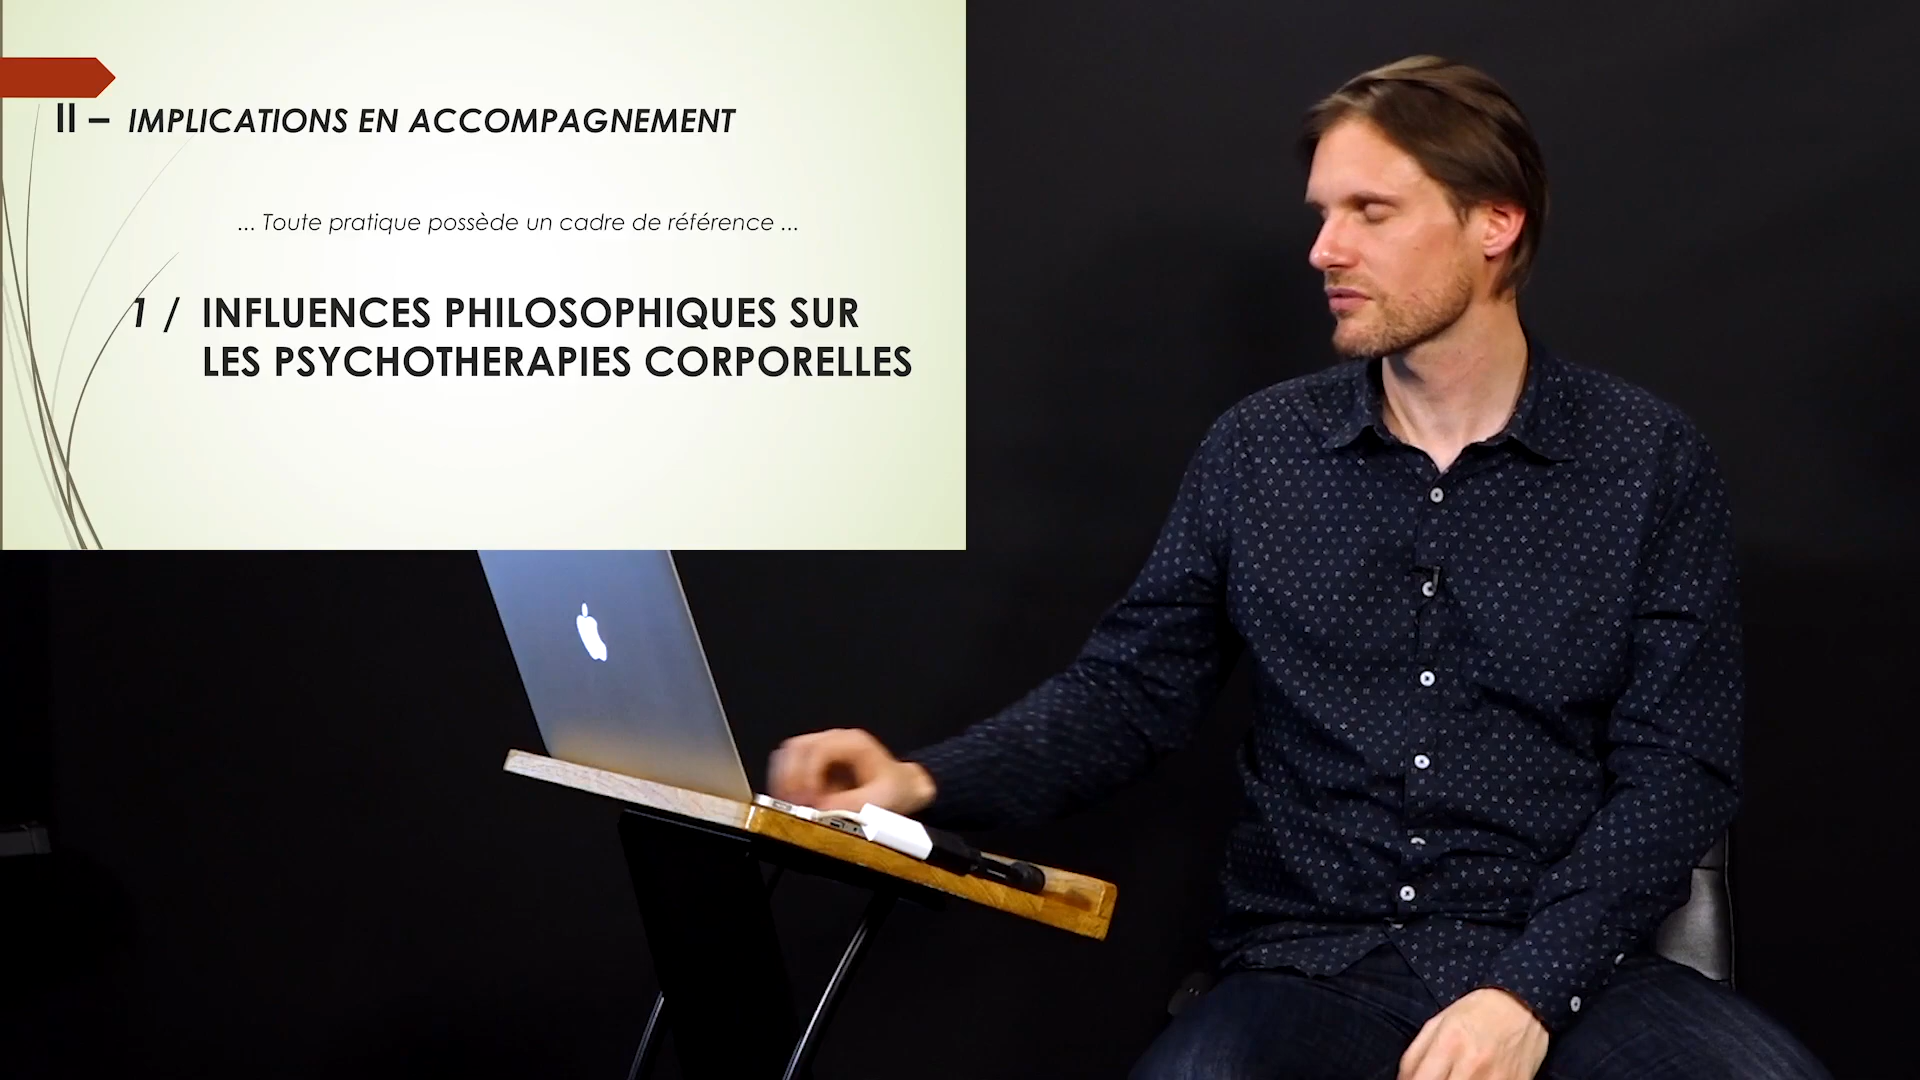 II – IMPLICATIONS EN ACCOMPAGNEMENT
... Toute pratique possède un cadre de référence ...
1 / INFLUENCES PHILOSOPHIQUES SUR
LES PSYCHOTHERAPIES CORPORELLES